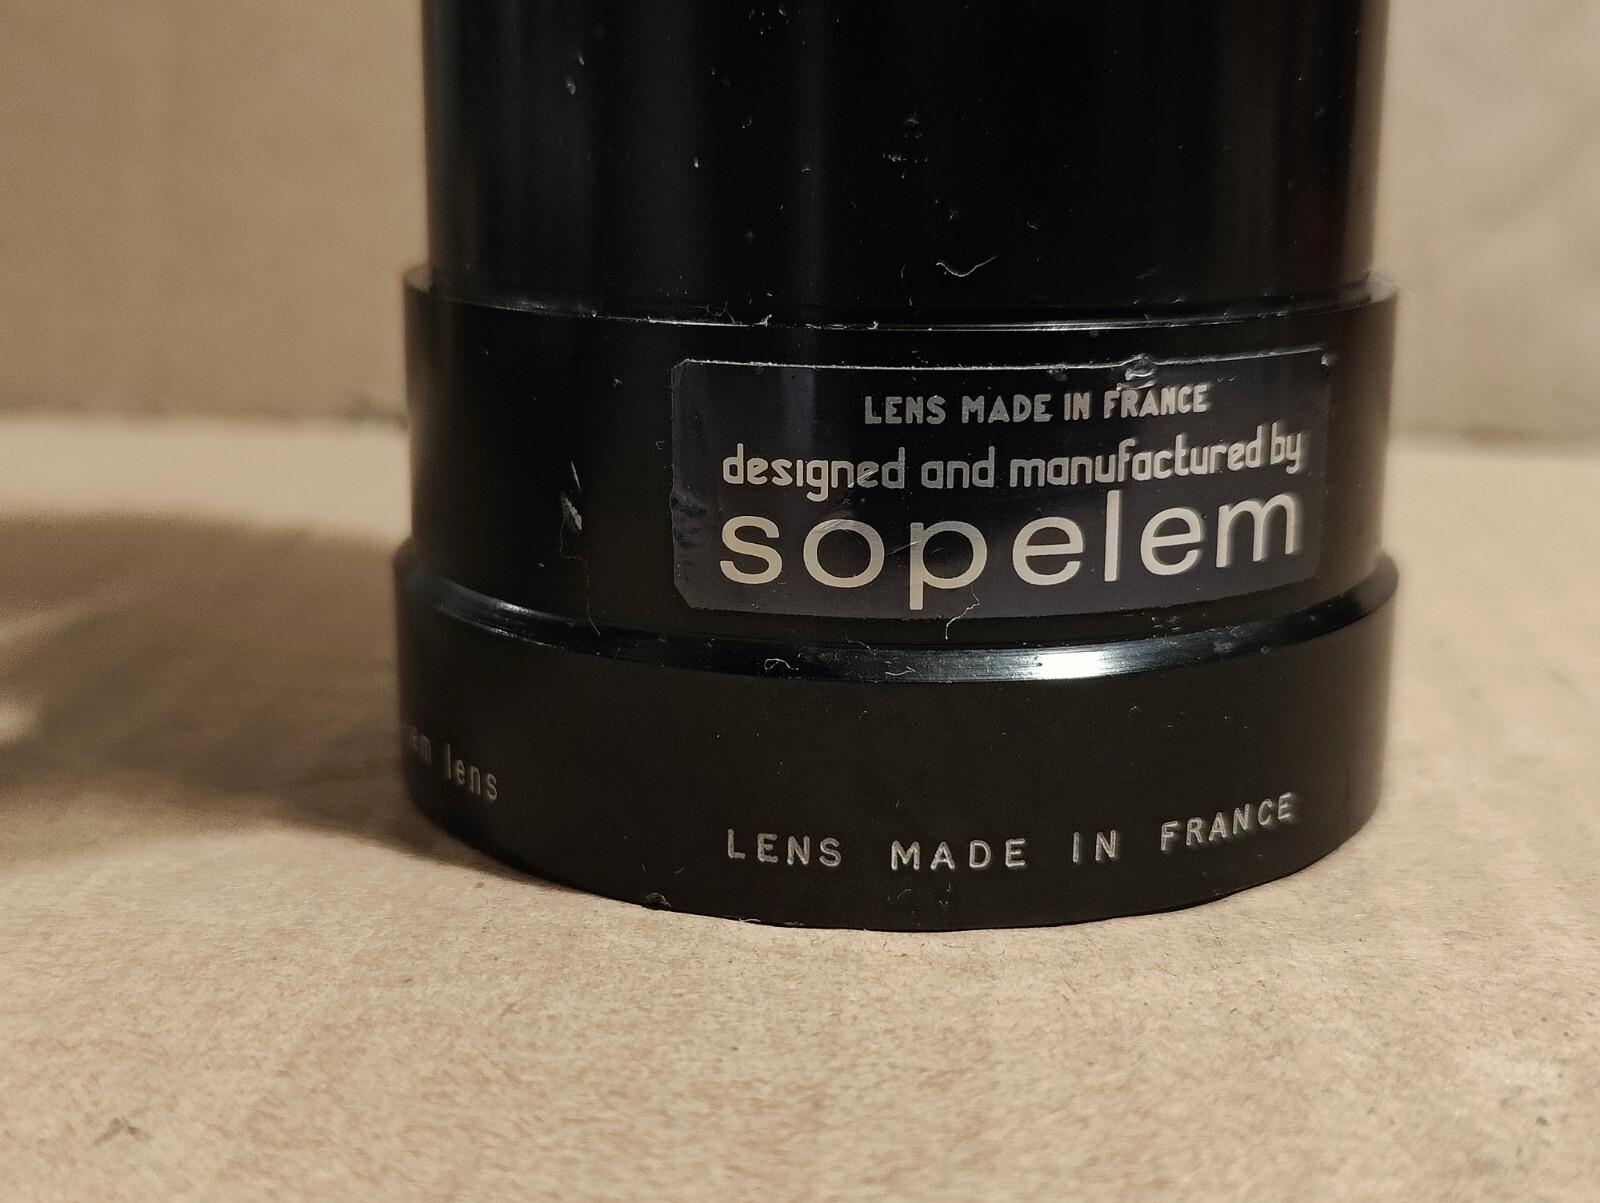 LENS MADE IN FRANCE
designed and manufactured by
sopelem
lens
LENS MADE IN FRANCE